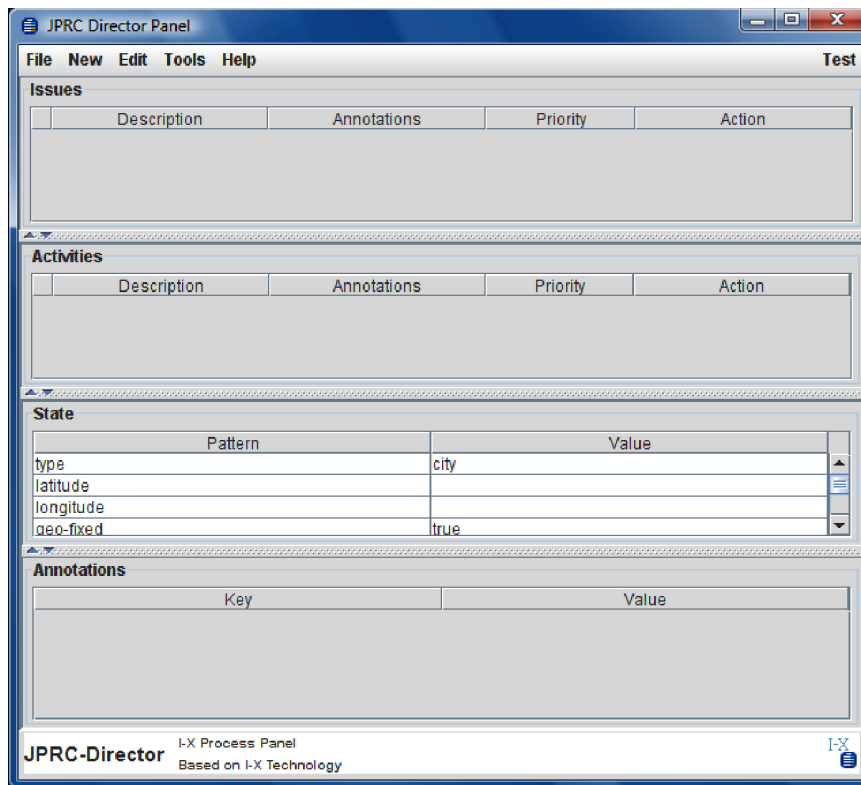 JPRC Director Panel
File New Edit Tools Help Test
Issues
Description Annotations Priority Action
Activities
Description Annotations Priority Action
State
Pattern Value
type city
latitude
longitude
geo-fixed true
Annotations
Key Value
JPRC-Director
I-X Process Panel
Based on I-X Technology
I-X